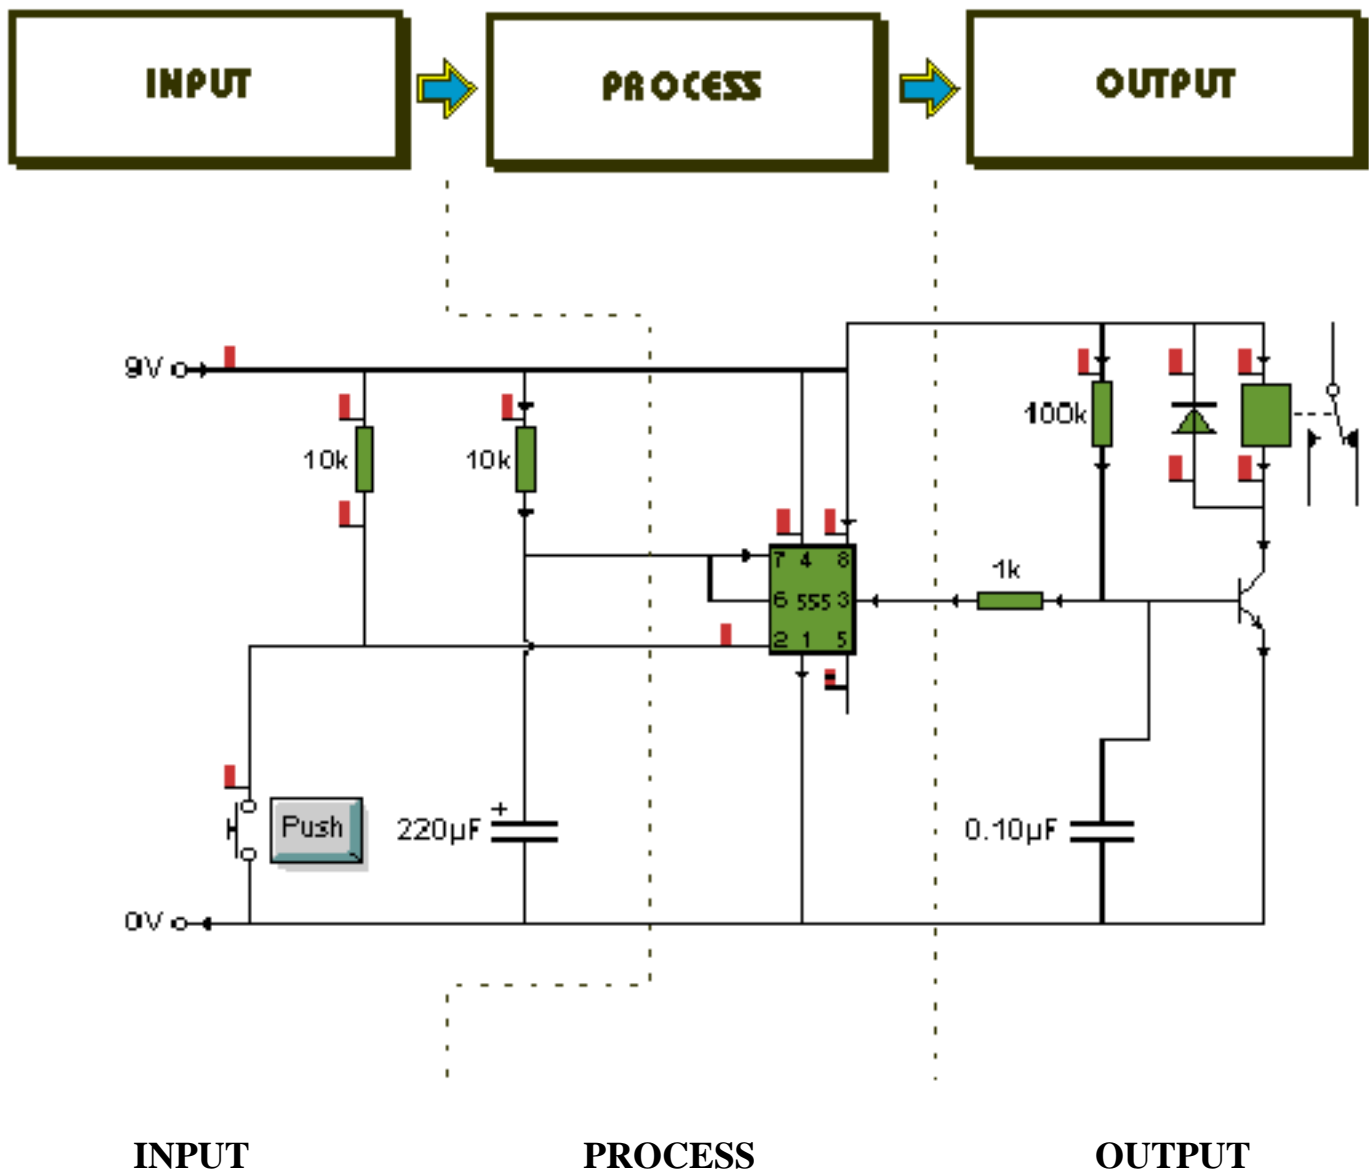 INPUT PROCESS OUTPUT
9V
10k 10k 100k
7 4 8
1k
6 555 3
2 1 5
Push 220µF + 0.10µF
0V
INPUT PROCESS OUTPUT